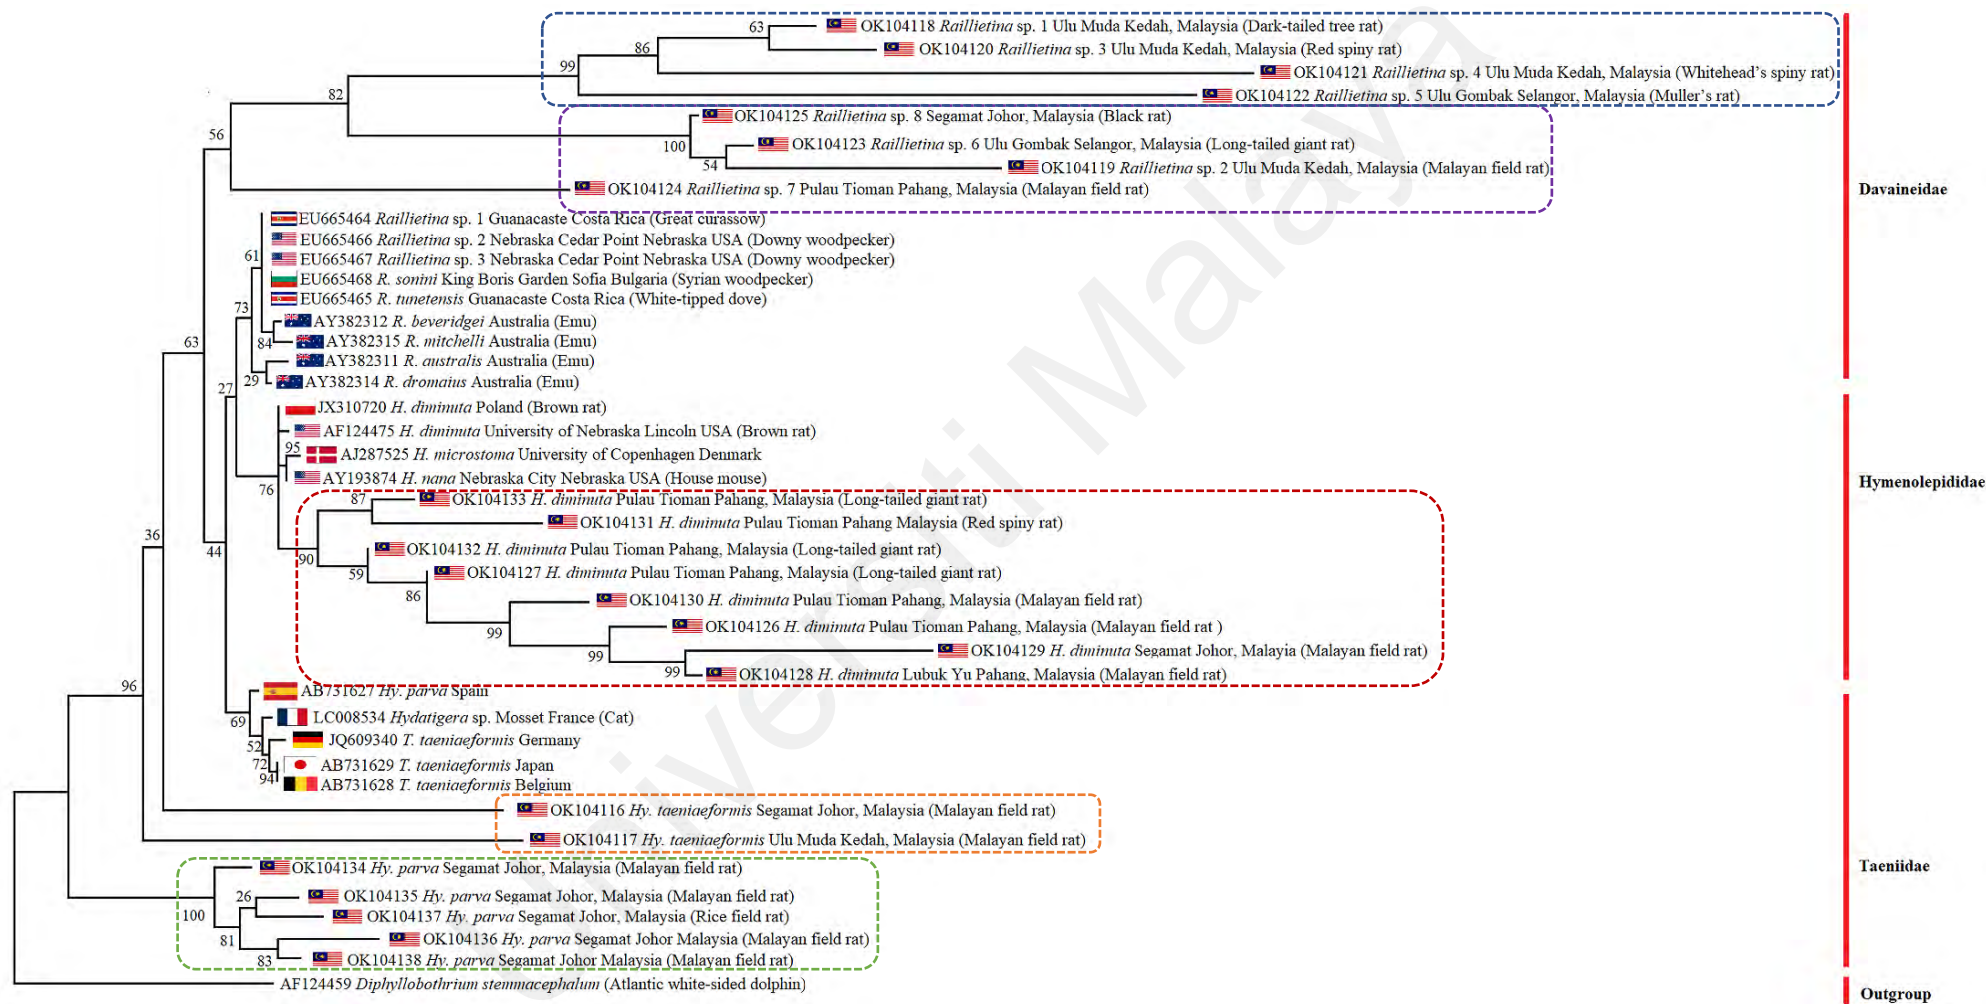 63
OK104118 Raillietina sp. 1 Ulu Muda Kedah, Malaysia (Dark-tailed tree rat)
86
OK104120 Raillietina sp. 3 Ulu Muda Kedah, Malaysia (Red spiny rat)
99
OK104121 Raillietina sp. 4 Ulu Muda Kedah, Malaysia (Whitehead's spiny rat)
82
OK104122 Raillietina sp. 5 Ulu Gombak Selangor, Malaysia (Muller's rat)
OK104125 Raillietina sp. 8 Segamat Johor, Malaysia (Black rat)
56
100
OK104123 Raillietina sp. 6 Ulu Gombak Selangor, Malaysia (Long-tailed giant rat)
54
OK104119 Raillietina sp. 2 Ulu Muda Kedah, Malaysia (Malayan field rat)
OK104124 Raillietina sp. 7 Pulau Tioman Pahang, Malaysia (Malayan field rat)
Davaineidae
EU665464 Raillietina sp. 1 Guanacaste Costa Rica (Great curassow)
EU665466 Raillietina sp. 2 Nebraska Cedar Point Nebraska USA (Downy woodpecker)
61
EU665467 Raillietina sp. 3 Nebraska Cedar Point Nebraska USA (Downy woodpecker)
EU665468 R. sonini King Boris Garden Sofia Bulgaria (Syrian woodpecker)
EU665465 R. tunetensis Guanacaste Costa Rica (White-tipped dove)
73
AY382312 R. beveridgei Australia (Emu)
63
84
AY382315 R. mitchelli Australia (Emu)
AY382311 R. australis Australia (Emu)
29
AY382314 R. dromaius Australia (Emu)
27
JX310720 H. diminuta Poland (Brown rat)
AF124475 H. diminuta University of Nebraska Lincoln USA (Brown rat)
95
AJ287525 H. microstoma University of Copenhagen Denmark
AY193874 H. nana Nebraska City Nebraska USA (House mouse)
Hymenolepididae
76
87
OK104133 H. diminuta Pulau Tioman Pahang, Malaysia (Long-tailed giant rat)
OK104131 H. diminuta Pulau Tioman Pahang Malaysia (Red spiny rat)
36
44
90
OK104132 H. diminuta Pulau Tioman Pahang, Malaysia (Long-tailed giant rat)
59
OK104127 H. diminuta Pulau Tioman Pahang, Malaysia (Long-tailed giant rat)
86
OK104130 H. diminuta Pulau Tioman Pahang, Malaysia (Malayan field rat)
99
OK104126 H. diminuta Pulau Tioman Pahang, Malaysia (Malayan field rat )
99
OK104129 H. diminuta Segamat Johor, Malayia (Malayan field rat)
99
OK104128 H. diminuta Lubuk Yu Pahang, Malaysia (Malayan field rat)
96
AB731627 Hy. parva Spain
69
LC008534 Hydatigera sp. Mosset France (Cat)
52
JQ609340 T. taeniaeformis Germany
72
AB731629 T. taeniaeformis Japan
94
AB731628 T. taeniaeformis Belgium
OK104116 Hy. taeniaeformis Segamat Johor, Malaysia (Malayan field rat)
OK104117 Hy. taeniaeformis Ulu Muda Kedah, Malaysia (Malayan field rat)
Taeniidae
OK104134 Hy. parva Segamat Johor, Malaysia (Malayan field rat)
26
OK104135 Hy. parva Segamat Johor, Malaysia (Malayan field rat)
100
OK104137 Hy. parva Segamat Johor, Malaysia (Rice field rat)
81
OK104136 Hy. parva Segamat Johor Malaysia (Malayan field rat)
83
OK104138 Hy. parva Segamat Johor Malaysia (Malayan field rat)
AF124459 Diphyllobothrium stemmacephalum (Atlantic white-sided dolphin)
Outgroup
Universiti Malaya